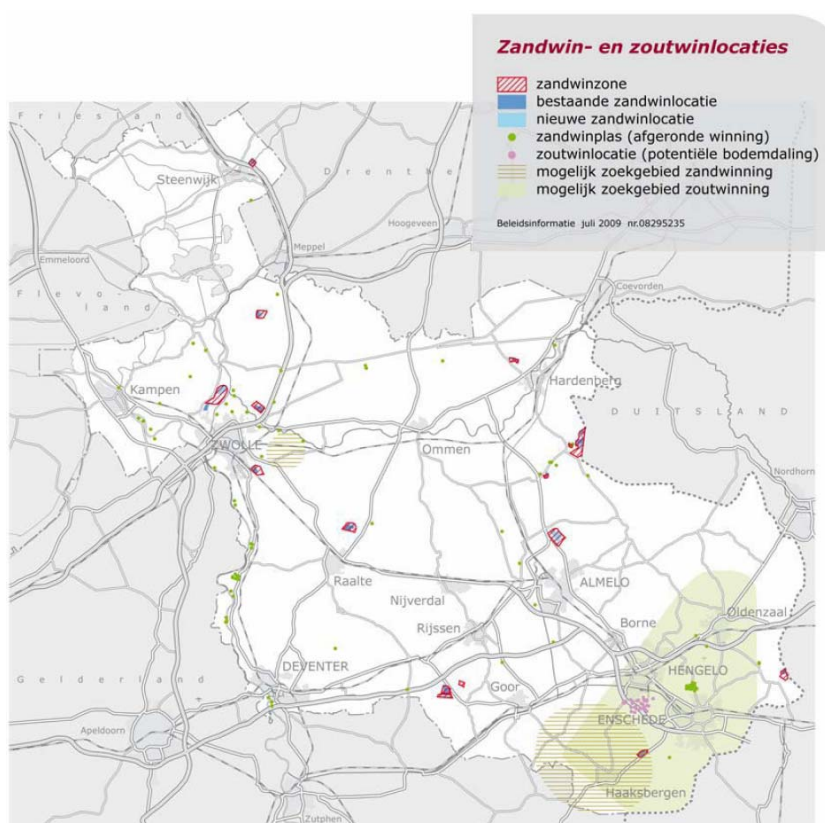 Zandwin- en zoutwinlocaties
zandwinzone
bestaande zandwinlocatie
nieuwe zandwinlocatie
zandwinplas (afgeronde winning)
zoutwinlocatie (potentiële bodemdaling)
mogelijk zoekgebied zandwinning
mogelijk zoekgebied zoutwinning
Beleidsinformatie juli 2009 nr.08295235
Friesland
Steenwijk
Drenthe
Hoogeveen
Meppel
Emmeloord
Coevorden
Flevo-
land
Kampen
Hardenberg
DUITSLAND
ZWOLLE
Ommen
Nordhorn
Raalte
ALMELO
Nijverdal
Oldenzaal
Rijssen
Borne
DEVENTER
HENGELO
Gelderland
Goor
ENSCHEDE
Apeldoorn
Haaksbergen
Zutphen